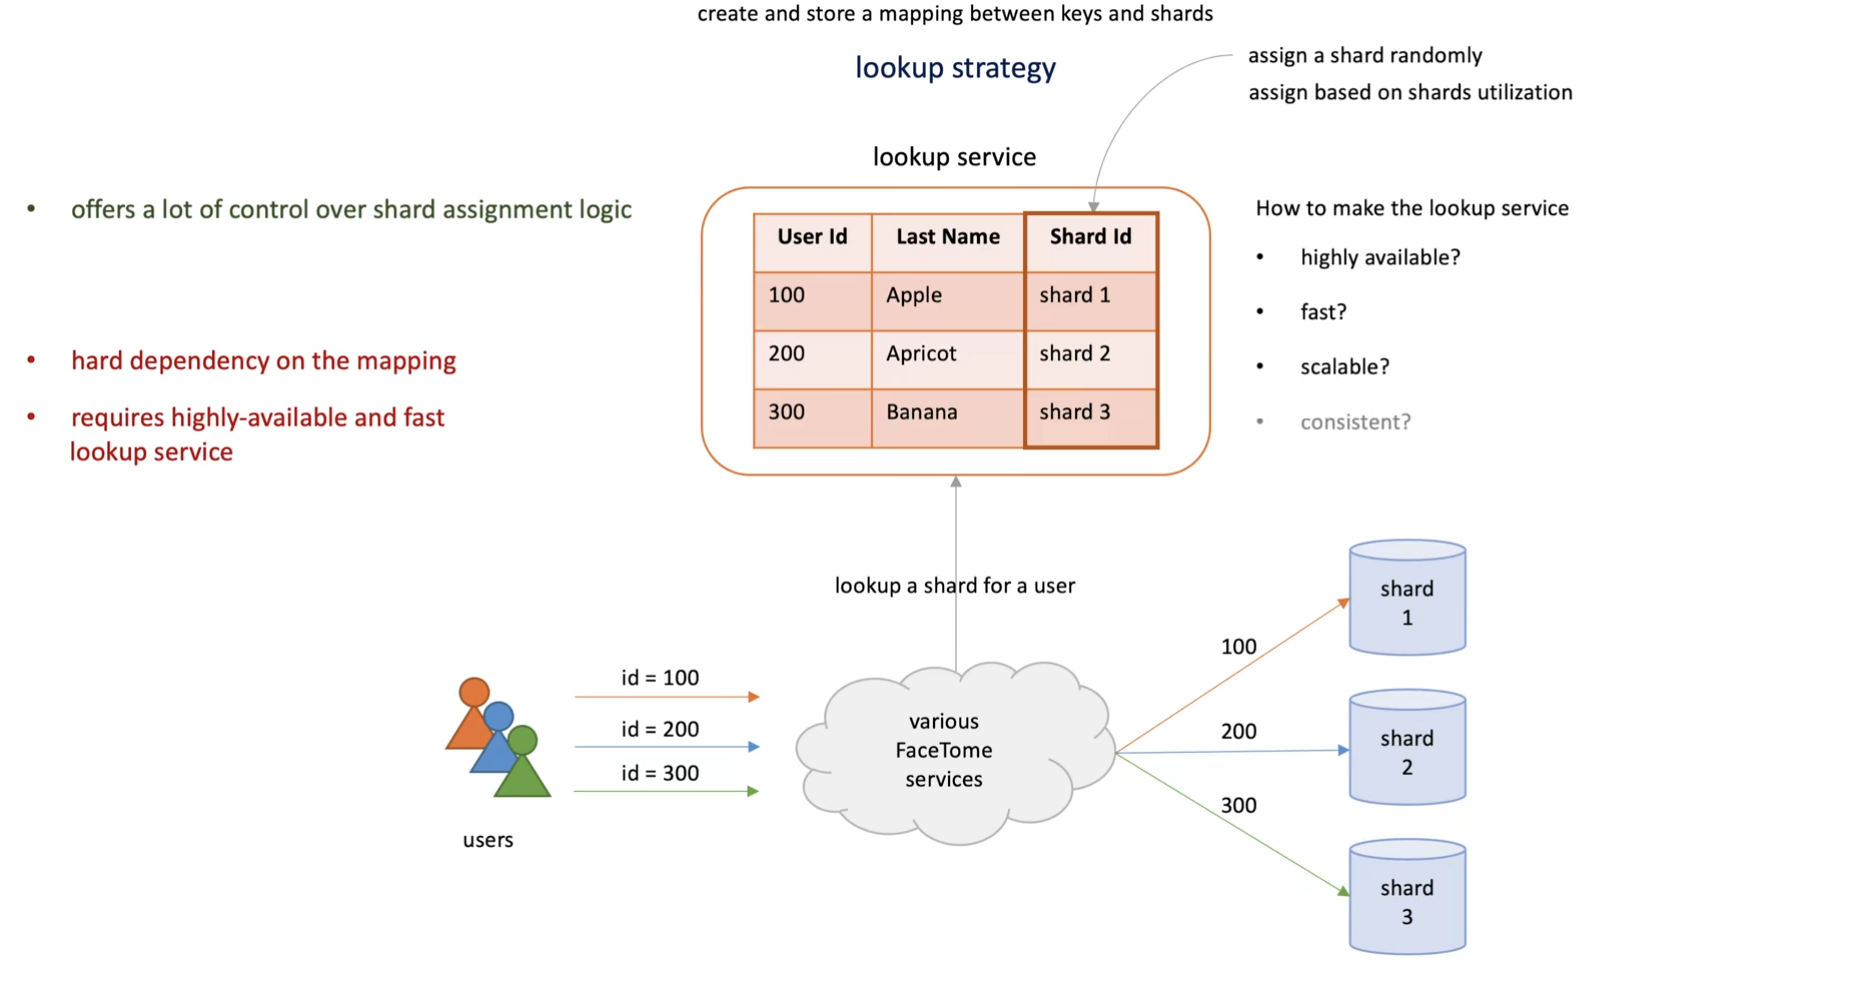 create and store a mapping between keys and shards
lookup strategy
assign a shard randomly
assign based on shards utilization
lookup service
• offers a lot of control over shard assignment logic
• hard dependency on the mapping
• requires highly-available and fast
lookup service
User Id Last Name Shard Id
100 Apple shard 1
200 Apricot shard 2
300 Banana shard 3
How to make the lookup service
• highly available?
• fast?
• scalable?
• consistent?
lookup a shard for a user
id = 100
id = 200
id = 300
users
various
FaceTome
services
100
200
300
shard
1
shard
2
shard
3